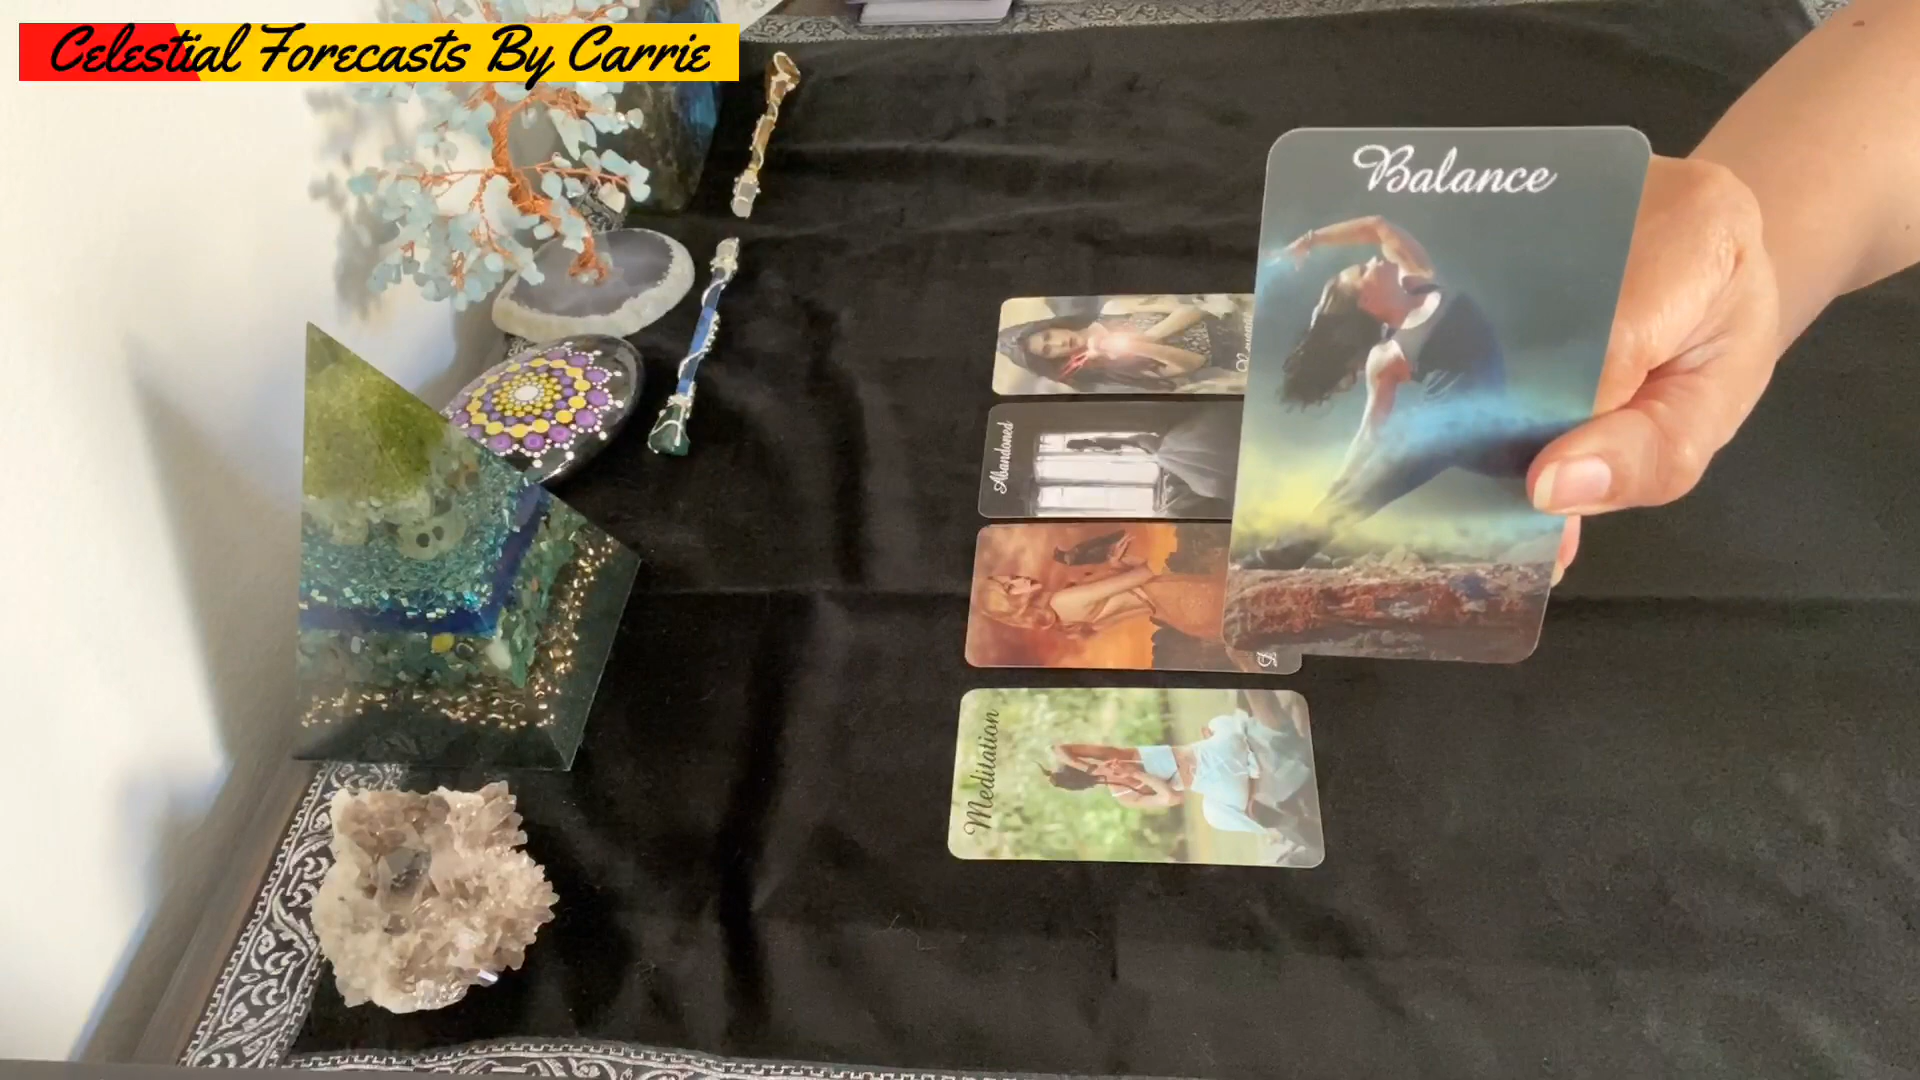 Celestial Forecasts By Carrie
Balance
Abandoned
Meditation